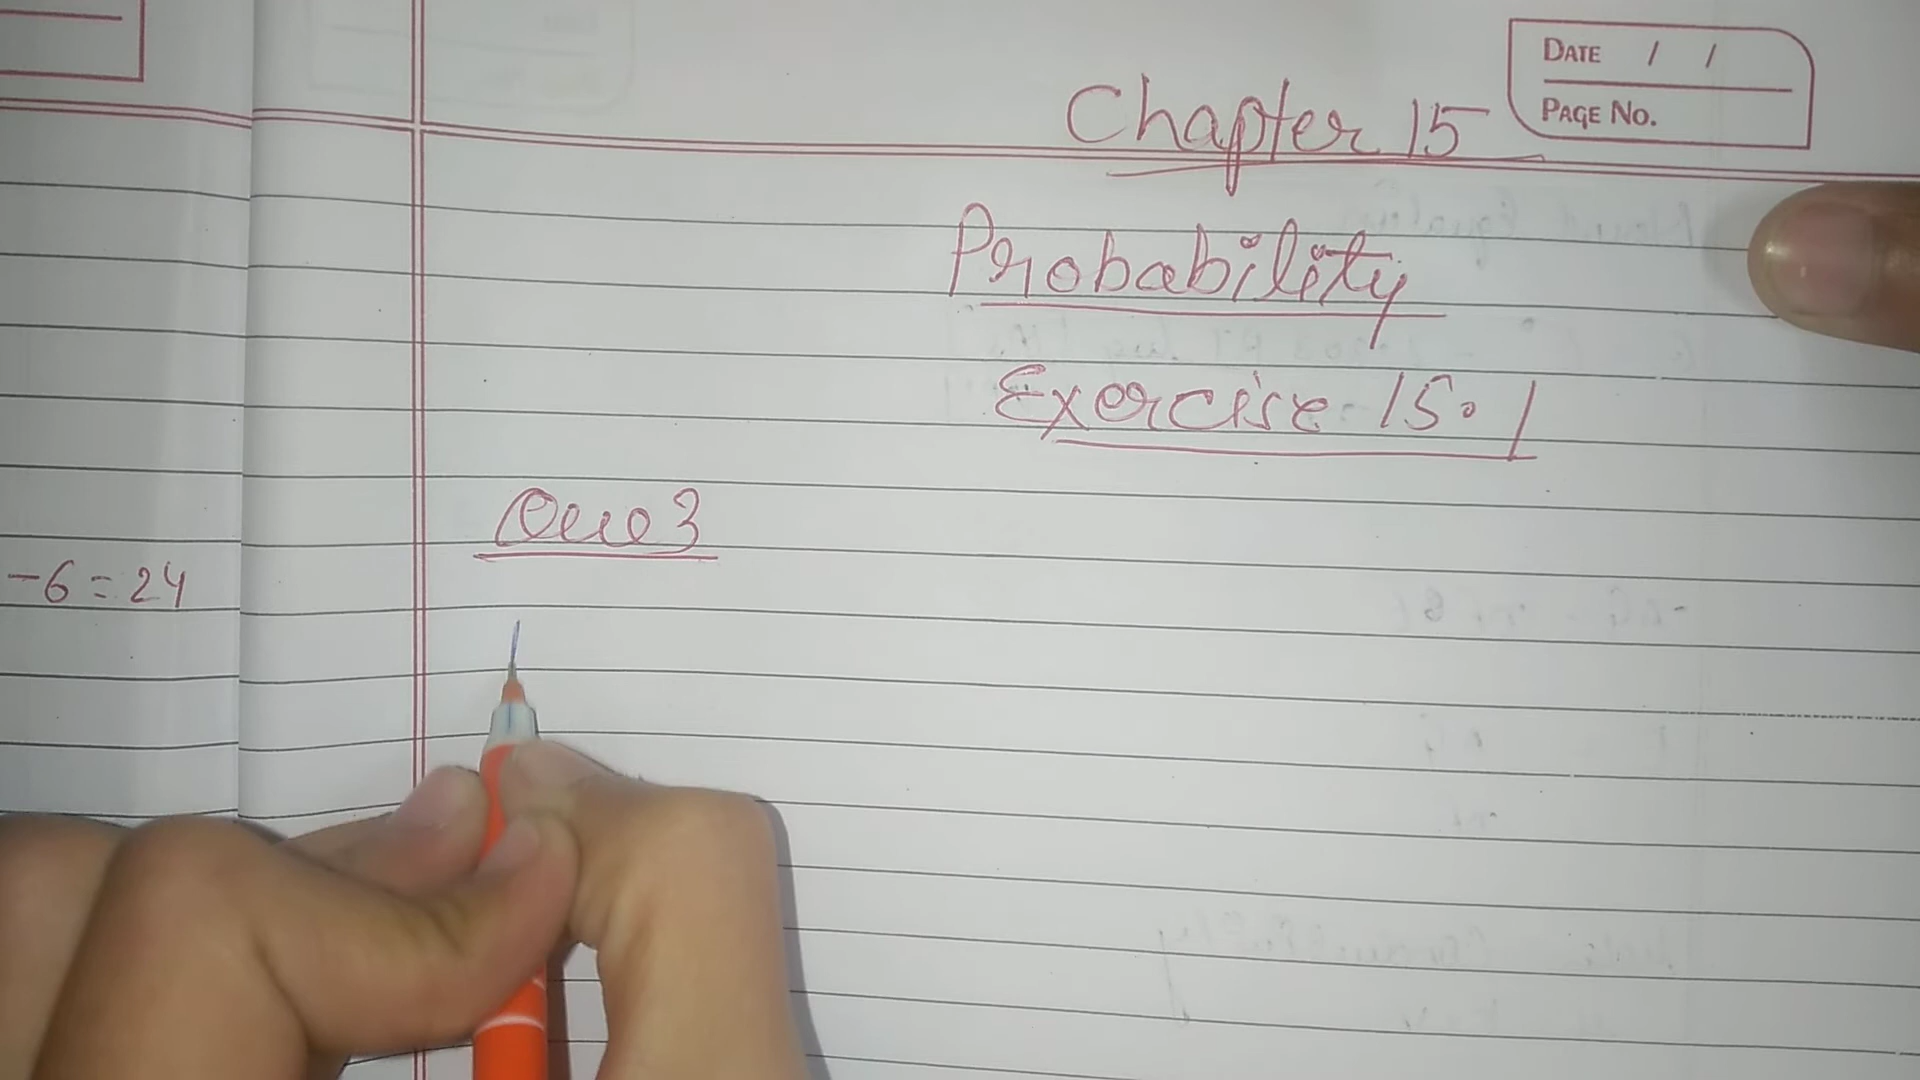 DATE / /
PAGE NO.
Chapter 15
Probability
Exercise 15.1
Que 3
-6=24